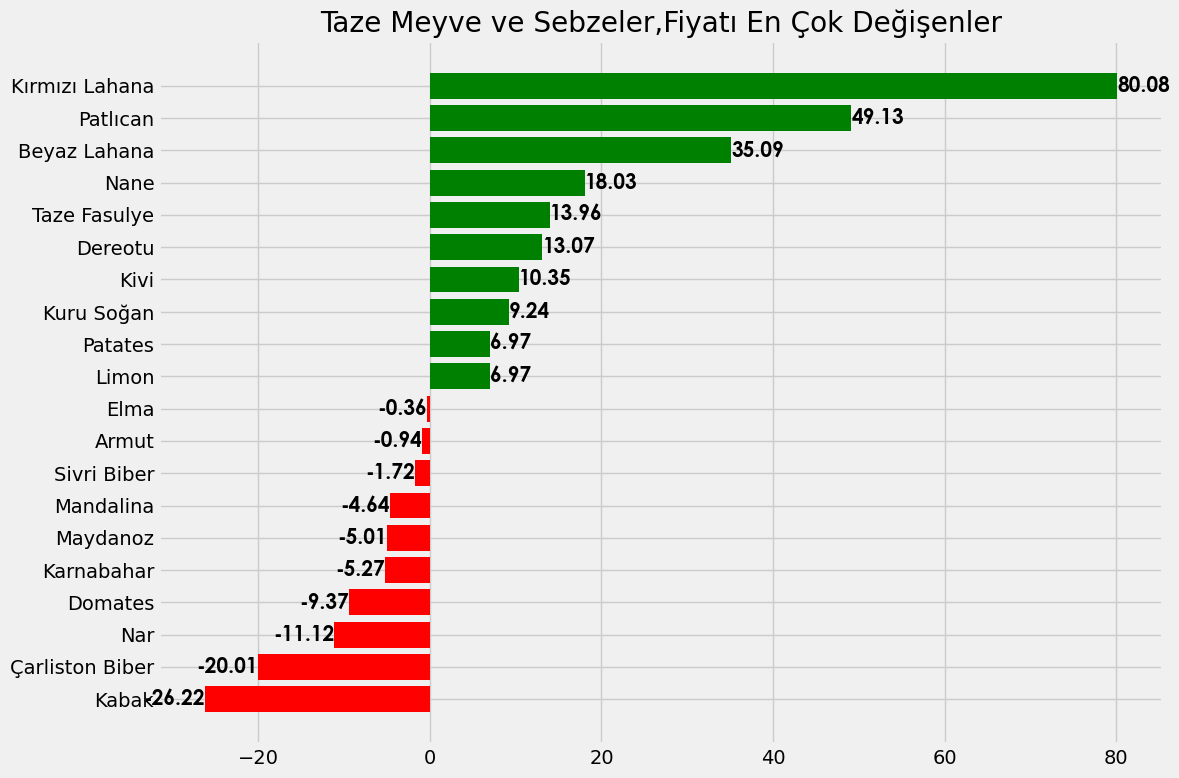 Taze Meyve ve Sebzeler,Fiyatı En Çok Değişenler
Kırmızı Lahana 80.08
Patlıcan 49.13
Beyaz Lahana 35.09
Nane 18.03
Taze Fasulye 13.96
Dereotu 13.07
Kivi 10.35
Kuru Soğan 9.24
Patates 6.97
Limon 6.97
Elma -0.36
Armut -0.94
Sivri Biber -1.72
Mandalina -4.64
Maydanoz -5.01
Karnabahar -5.27
Domates -9.37
Nar -11.12
Çarliston Biber -20.01
Kabak -26.22
−20 0 20 40 60 80